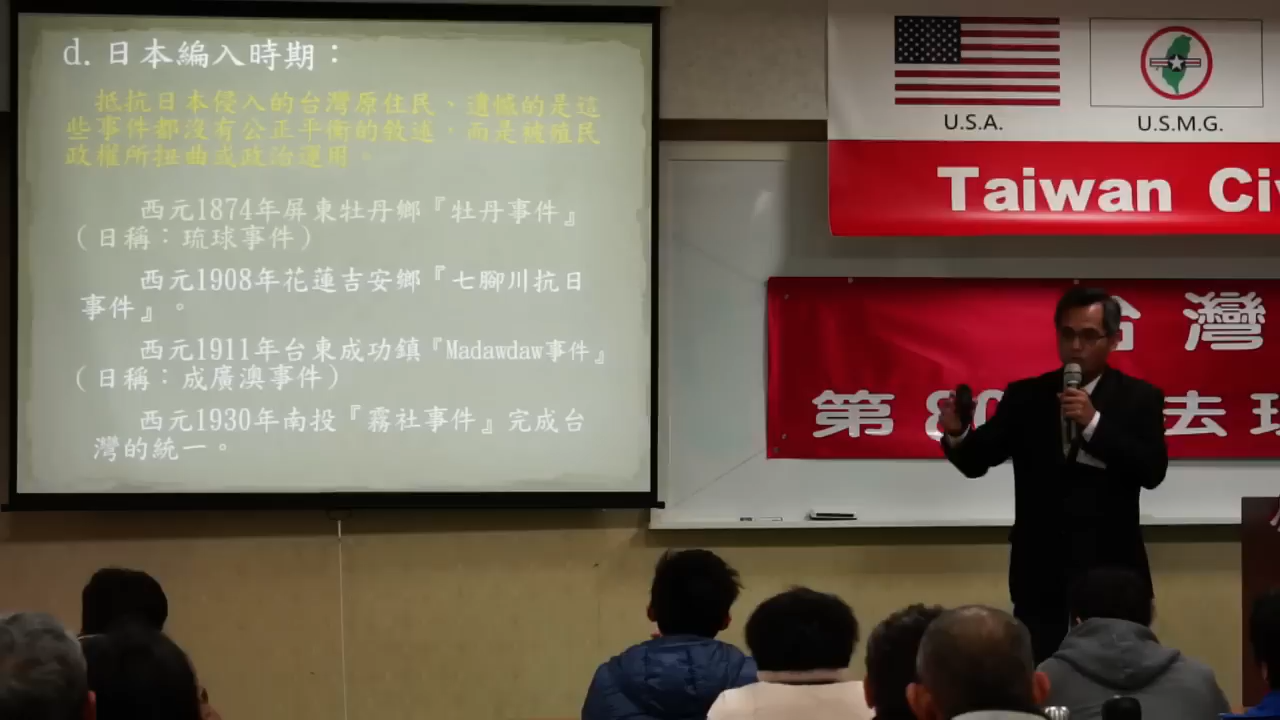 d. 日本編入時期：
抵抗日本侵入的台灣原住民、遺憾的是這
些事件都沒有公正平衡的敘述，而是被殖民
政權所扭曲或政治運用。
西元1874年屏東牡丹鄉『牡丹事件』
（日稱：琉球事件）
西元1908年花蓮吉安鄉『七腳川抗日
事件』。
西元1911年台東成功鎮『Madawdaw事件』
（日稱：成廣澳事件）
西元1930年南投『霧社事件』完成台
灣的統一。
U.S.A.
U.S.M.G.
Taiwan Civ
台灣
第80 去